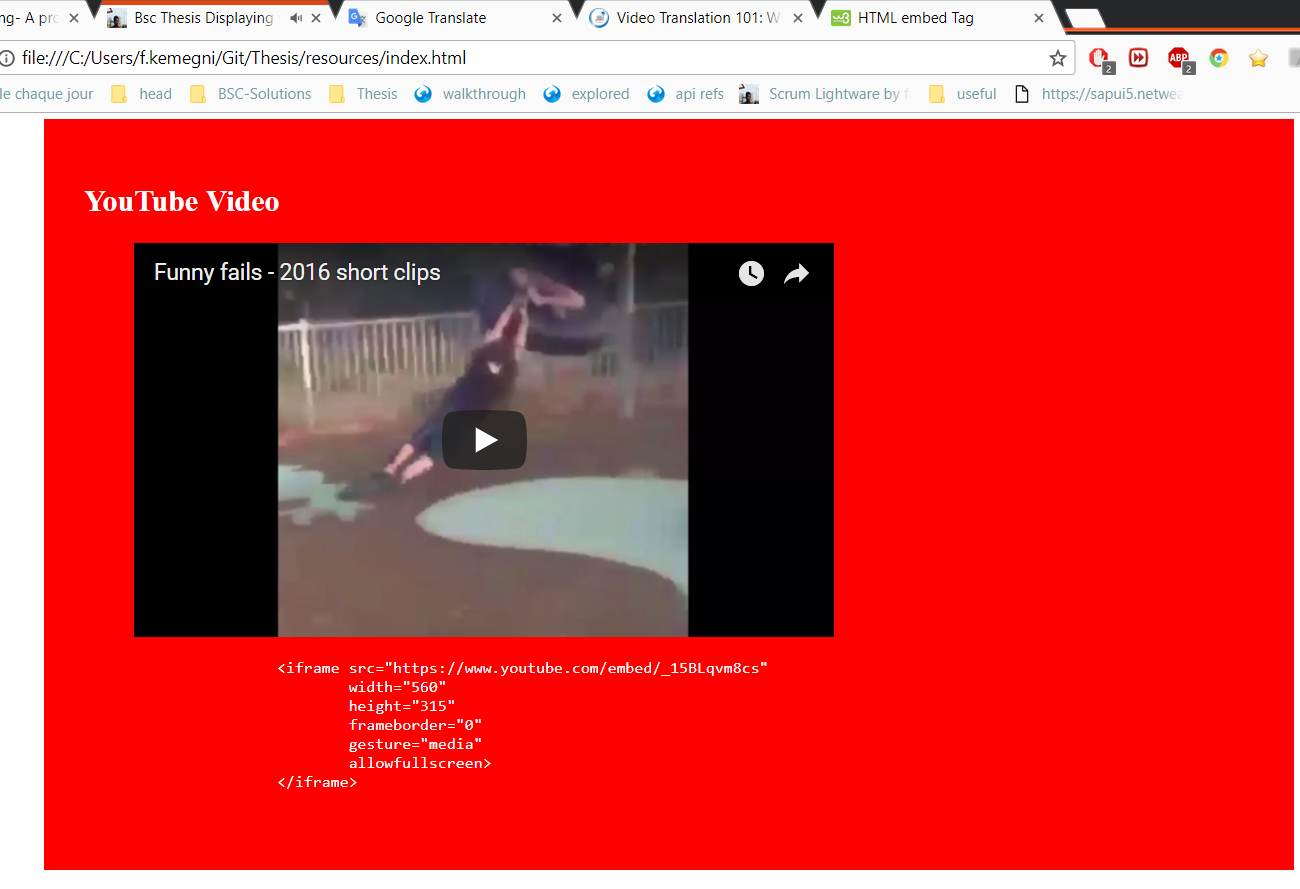 ng- A pro
Bsc Thesis Displaying
Google Translate
Video Translation 101: W
HTML embed Tag
file:///C:/Users/f.kemegni/Git/Thesis/resources/index.html
2
ABP
2
le chaque jour
head
BSC-Solutions
Thesis
walkthrough
explored
api refs
Scrum Lightware by f
useful
https://sapui5.netwea
YouTube Video
Funny fails - 2016 short clips
<iframe src="https://www.youtube.com/embed/_15BLqvm8cs"
width="560"
height="315"
frameborder="0"
gesture="media"
allowfullscreen>
</iframe>